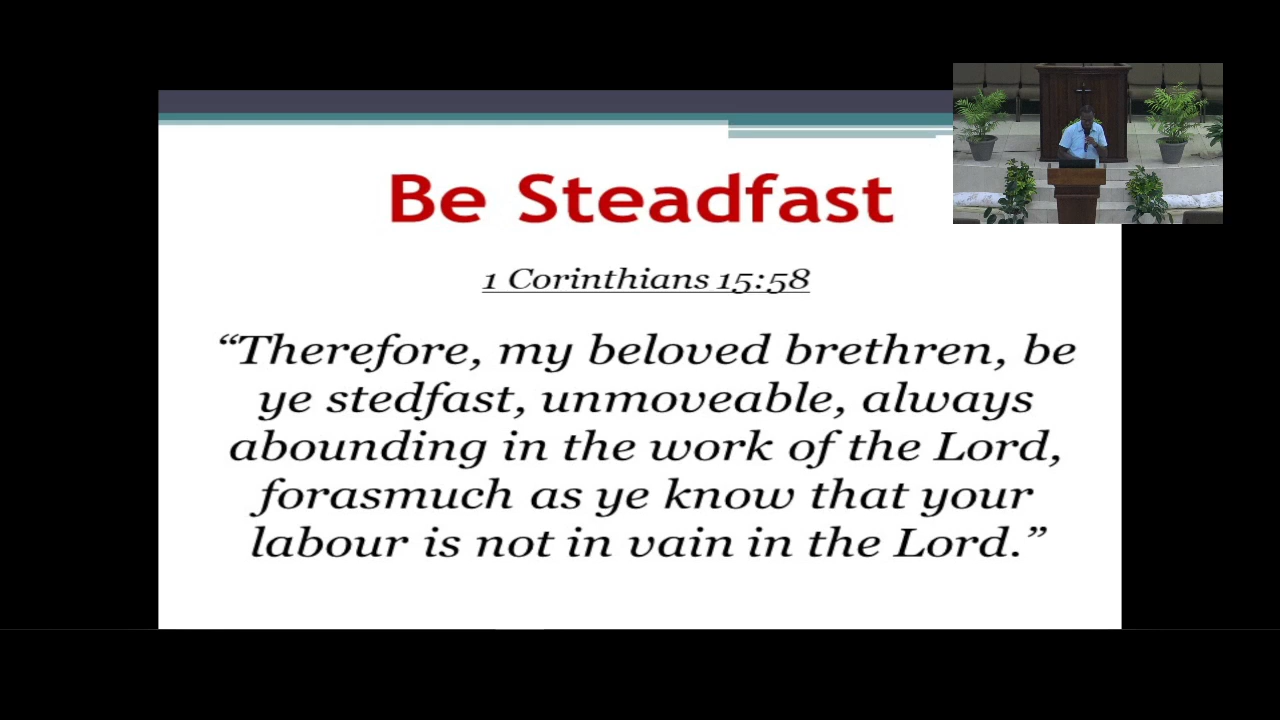 Be Steadfast
1 Corinthians 15:58
“Therefore, my beloved brethren, be
ye stedfast, unmoveable, always
abounding in the work of the Lord,
forasmuch as ye know that your
labour is not in vain in the Lord.”